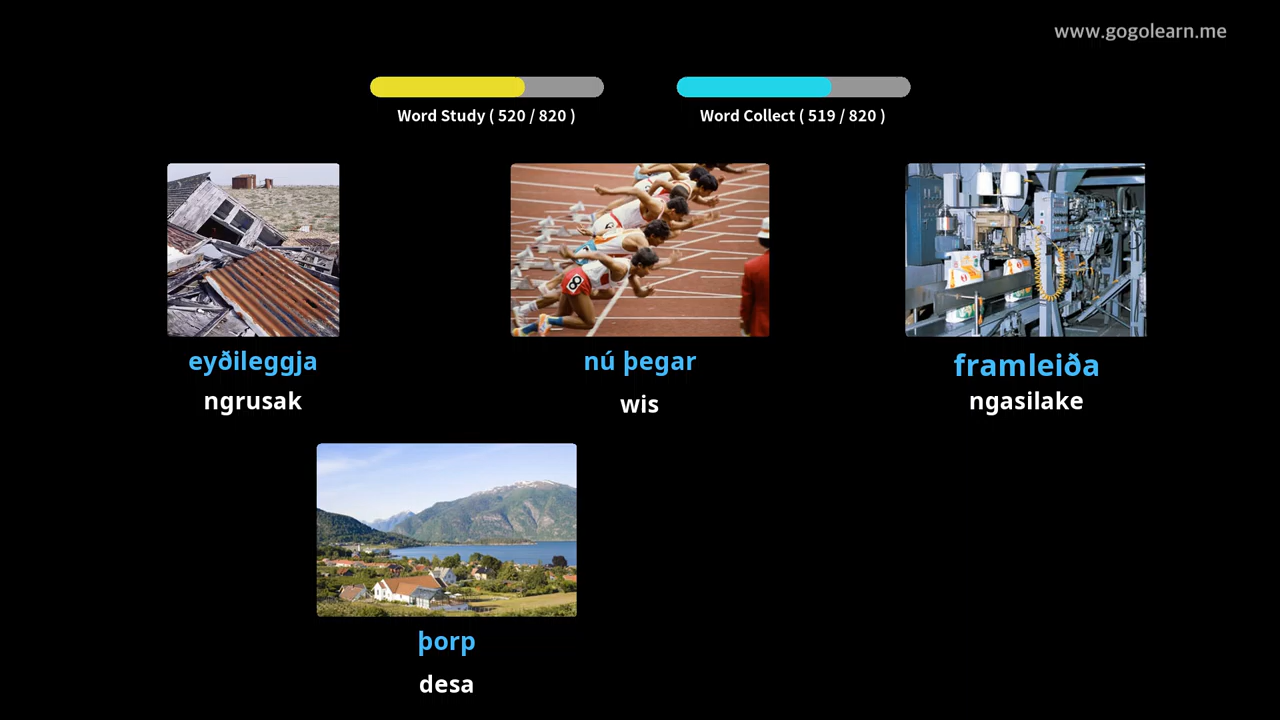 www.gogolearn.me
Word Study ( 520 / 820 )
Word Collect ( 519 / 820 )
eyðileggja
ngrusak
nú þegar
wis
framleiða
ngasilake
þorp
desa